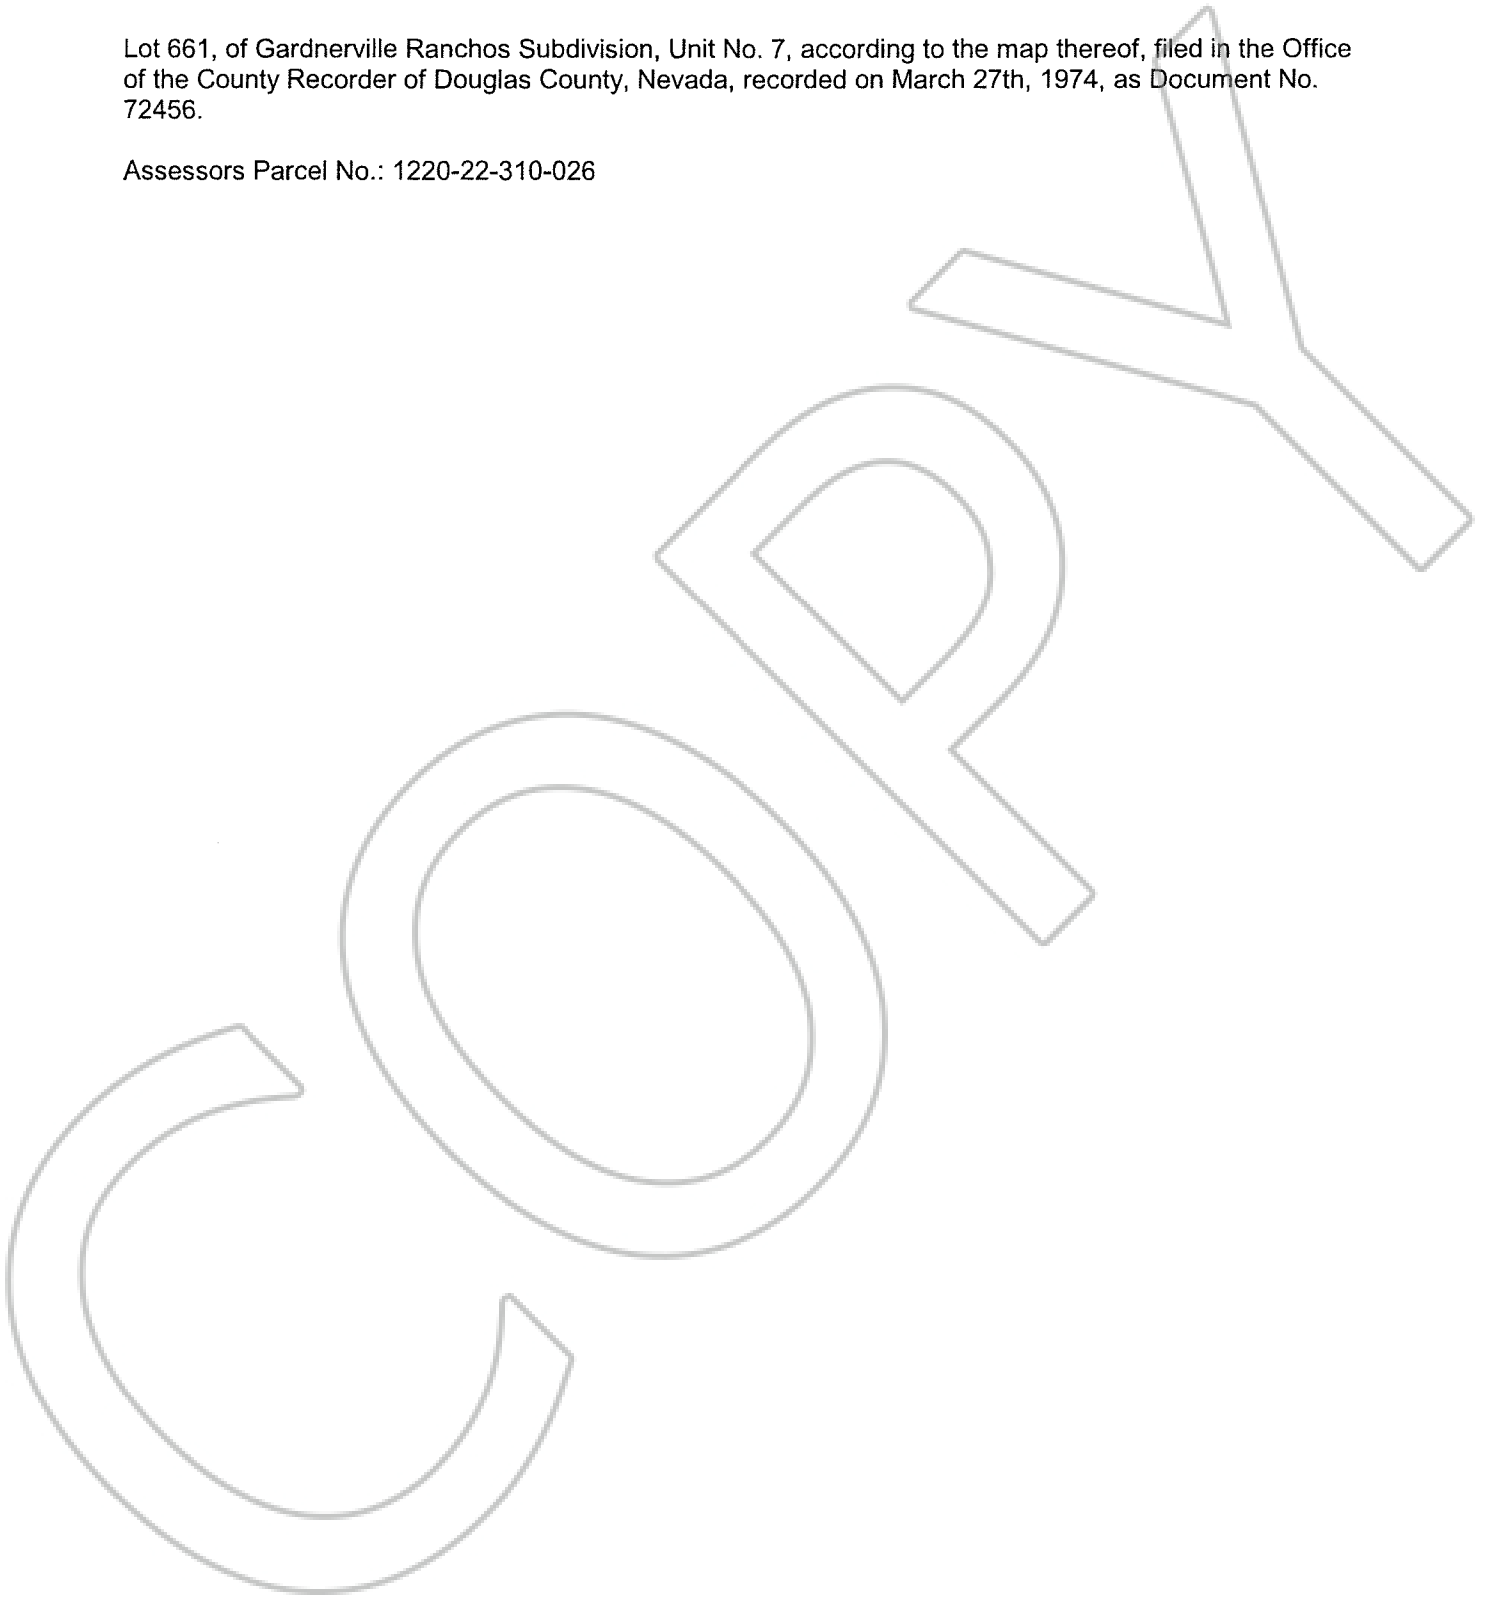 Lot 661, of Gardnerville Ranchos Subdivision, Unit No. 7, according to the map thereof, filed in the Office
of the County Recorder of Douglas County, Nevada, recorded on March 27th, 1974, as Document No.
72456.
Assessors Parcel No.: 1220-22-310-026
COPY